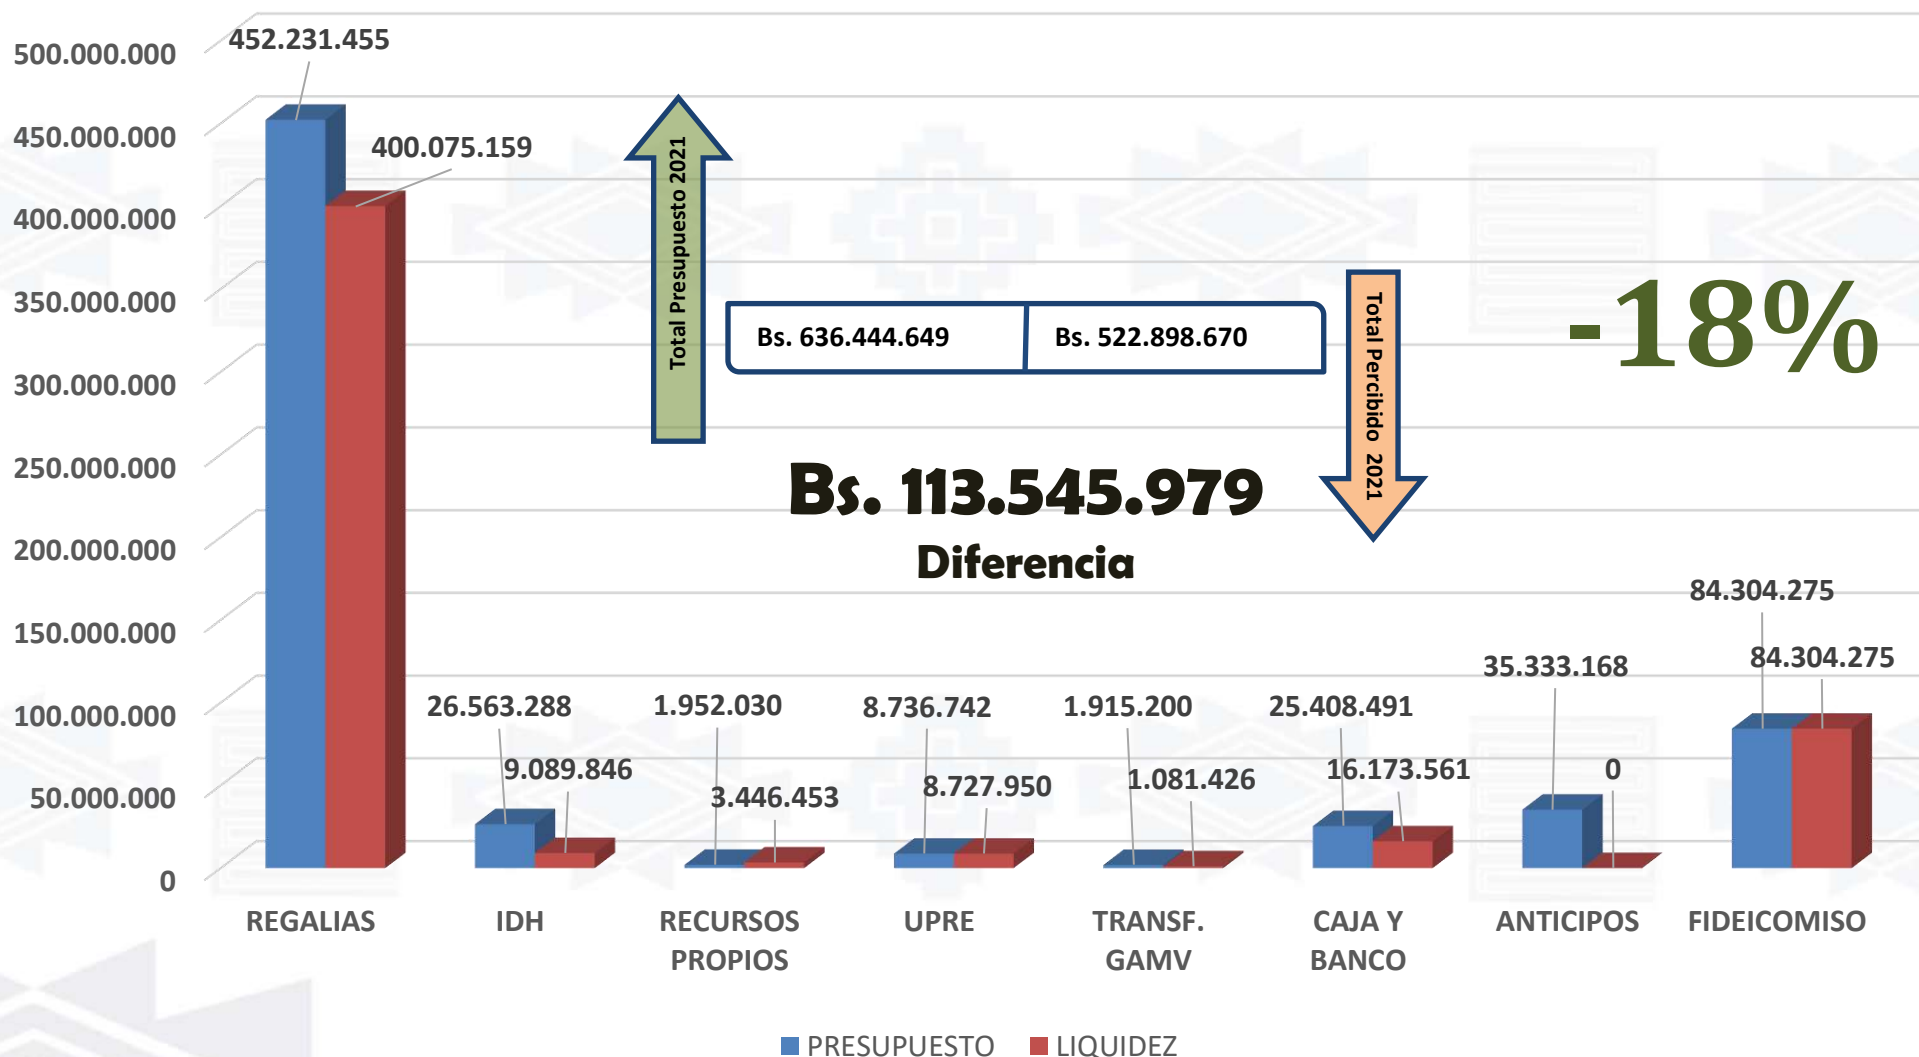 500.000.000
450.000.000
400.000.000
350.000.000
300.000.000
250.000.000
200.000.000
150.000.000
100.000.000
50.000.000
0
452.231.455
400.075.159
Total Presupuesto 2021
Bs. 636.444.649
Bs. 522.898.670
Total Percibido 2021
-18%
Bs. 113.545.979
Diferencia
26.563.288
9.089.846
1.952.030
3.446.453
8.736.742
8.727.950
1.915.200
1.081.426
25.408.491
16.173.561
35.333.168
0
84.304.275
84.304.275
REGALIAS
IDH
RECURSOS
PROPIOS
UPRE
TRANSF.
GAMV
CAJA Y
BANCO
ANTICIPOS
FIDEICOMISO
PRESUPUESTO
LIQUIDEZ